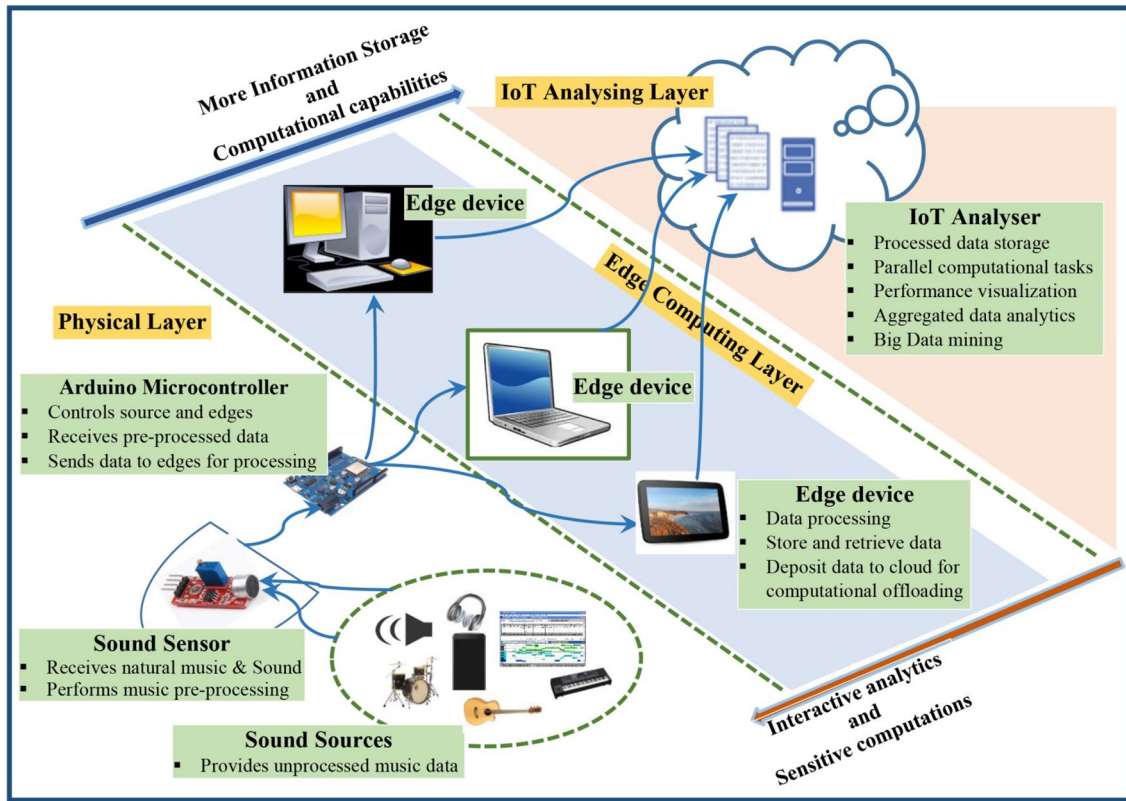 More Information Storage
and
Computational capabilities
IoT Analysing Layer
Edge device
IoT Analyser
▪ Processed data storage
▪ Parallel computational tasks
▪ Performance visualization
▪ Aggregated data analytics
▪ Big Data mining
Edge Computing Layer
Physical Layer
Edge device
Arduino Microcontroller
▪ Controls source and edges
▪ Receives pre-processed data
▪ Sends data to edges for processing
Edge device
▪ Data processing
▪ Store and retrieve data
▪ Deposit data to cloud for
computational offloading
Sound Sensor
▪ Receives natural music & Sound
▪ Performs music pre-processing
Interactive analytics
and
Sensitive computations
Sound Sources
▪ Provides unprocessed music data